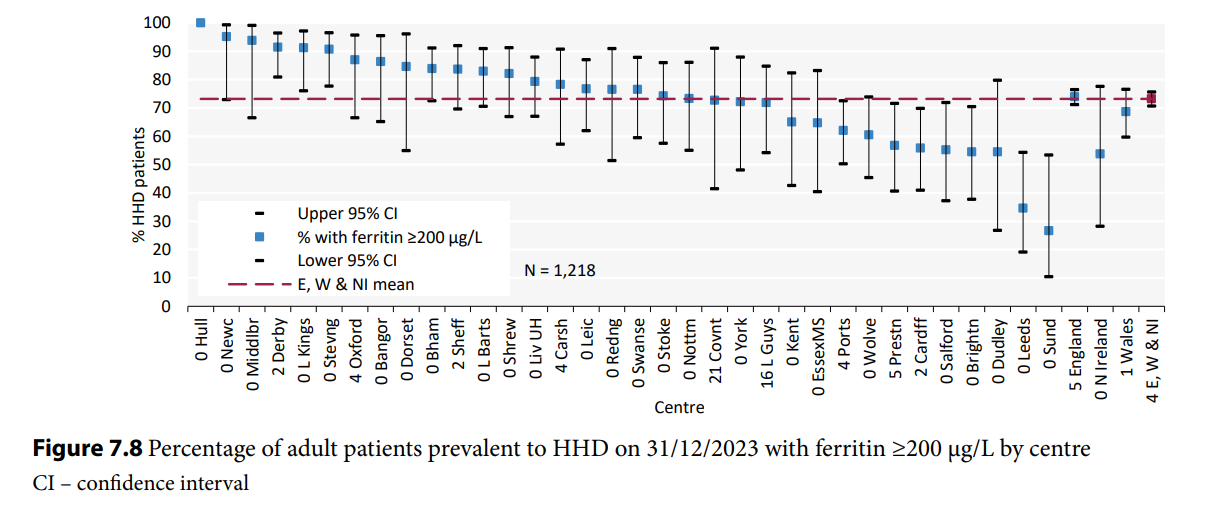 100
90
80
70
60
50
40
30
20
10
0
% HHD patients
Upper 95% CI
% with ferritin ≥200 µg/L
Lower 95% CI
E, W & NI mean
N = 1,218
0 Hull
0 Newc
0 Middlbr
2 Derby
0 L Kings
0 Stevng
4 Oxford
0 Bangor
0 Dorset
0 Bham
2 Sheff
0 L Barts
0 Shrew
0 Liv UH
4 Carsh
0 Leic
0 Redng
0 Swanse
0 Stoke
0 Nottm
21 Covnt
0 York
16 L Guys
0 Kent
0 EssexMS
4 Ports
0 Wolve
5 Prestn
2 Cardff
0 Salford
0 Brightn
0 Dudley
0 Leeds
0 Sund
5 England
0 N Ireland
1 Wales
4 E, W & NI
Centre
Figure 7.8 Percentage of adult patients prevalent to HHD on 31/12/2023 with ferritin ≥200 µg/L by centre
CI – confidence interval